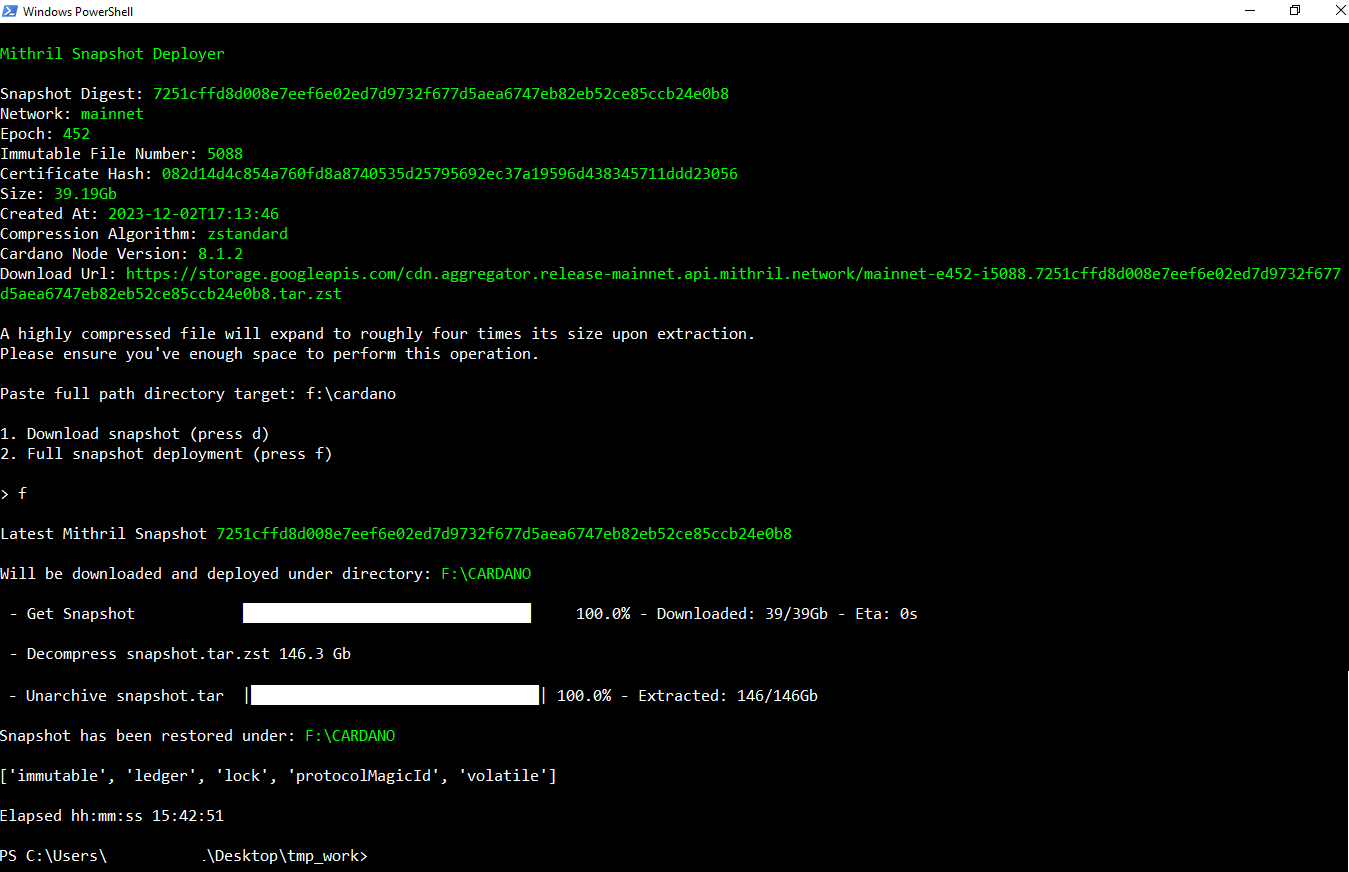 Windows PowerShell
Mithril Snapshot Deployer
Snapshot Digest: 7251cffd8d008e7eef6e02ed7d9732f677d5aea6747eb82eb52ce85ccb24e0b8
Network: mainnet
Epoch: 452
Immutable File Number: 5088
Certificate Hash: 082d14d4c854a760fd8a8740535d25795692ec37a19596d438345711ddd23056
Size: 39.19Gb
Created At: 2023-12-02T17:13:46
Compression Algorithm: zstandard
Cardano Node Version: 8.1.2
Download Url: https://storage.googleapis.com/cdn.aggregator.release-mainnet.api.mithril.network/mainnet-e452-i5088.7251cffd8d008e7eef6e02ed7d9732f677
d5aea6747eb82eb52ce85ccb24e0b8.tar.zst
A highly compressed file will expand to roughly four times its size upon extraction.
Please ensure you've enough space to perform this operation.
Paste full path directory target: f:\cardano
1. Download snapshot (press d)
2. Full snapshot deployment (press f)
> f
Latest Mithril Snapshot 7251cffd8d008e7eef6e02ed7d9732f677d5aea6747eb82eb52ce85ccb24e0b8
Will be downloaded and deployed under directory: F:\CARDANO
- Get Snapshot 100.0% - Downloaded: 39/39Gb - Eta: 0s
- Decompress snapshot.tar.zst 146.3 Gb
- Unarchive snapshot.tar | | 100.0% - Extracted: 146/146Gb
Snapshot has been restored under: F:\CARDANO
['immutable', 'ledger', 'lock', 'protocolMagicId', 'volatile']
Elapsed hh:mm:ss 15:42:51
PS C:\Users\ .\Desktop\tmp_work>